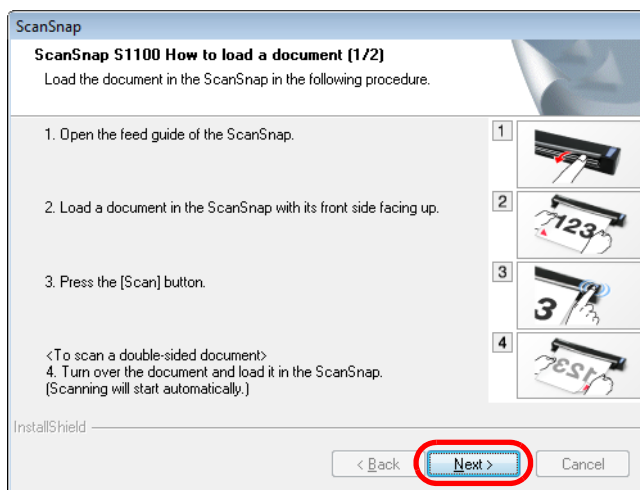 ScanSnap
ScanSnap S1100 How to load a document (1/2)
Load the document in the ScanSnap in the following procedure.
1. Open the feed guide of the ScanSnap.
1
2. Load a document in the ScanSnap with its front side facing up.
2
123
3. Press the [Scan] button.
3
3
<To scan a double-sided document>
4. Turn over the document and load it in the ScanSnap.
(Scanning will start automatically.)
4
123
InstallShield
< Back
Next >
Cancel